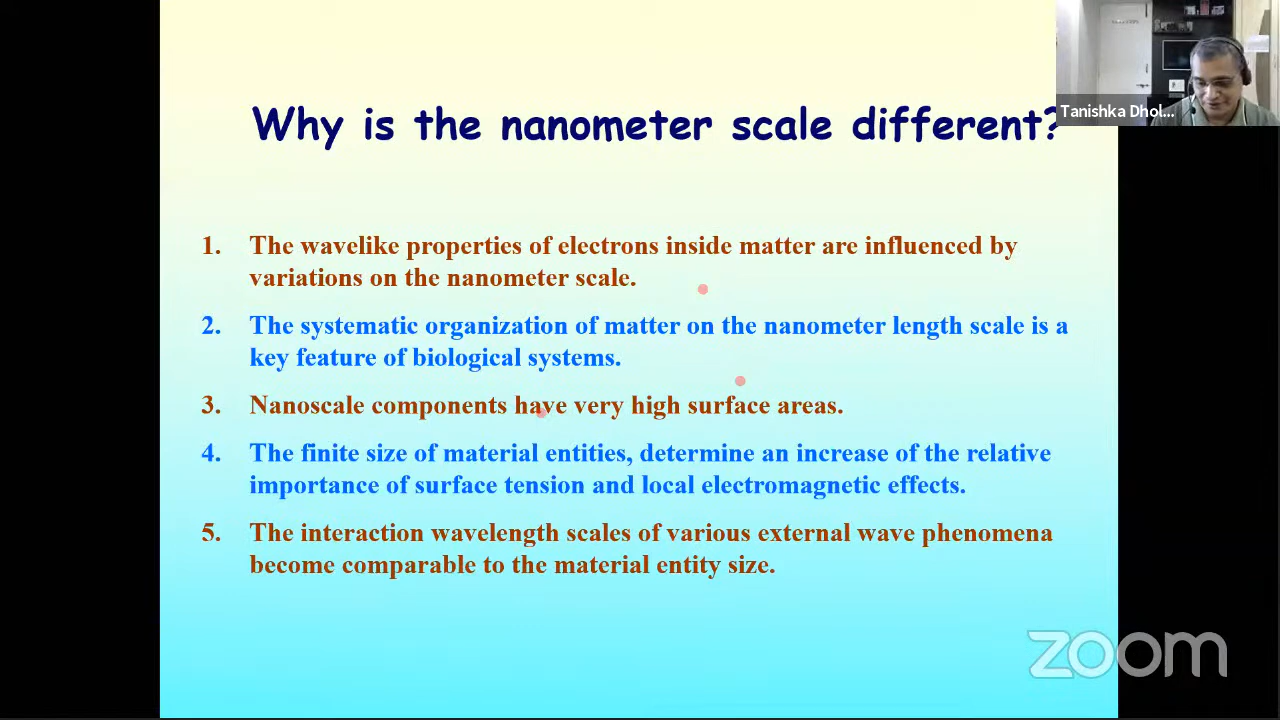 Why is the nanometer scale different?
Tanishka Dhol...
1. The wavelike properties of electrons inside matter are influenced by
variations on the nanometer scale.
2. The systematic organization of matter on the nanometer length scale is a
key feature of biological systems.
3. Nanoscale components have very high surface areas.
4. The finite size of material entities, determine an increase of the relative
importance of surface tension and local electromagnetic effects.
5. The interaction wavelength scales of various external wave phenomena
become comparable to the material entity size.
zoom